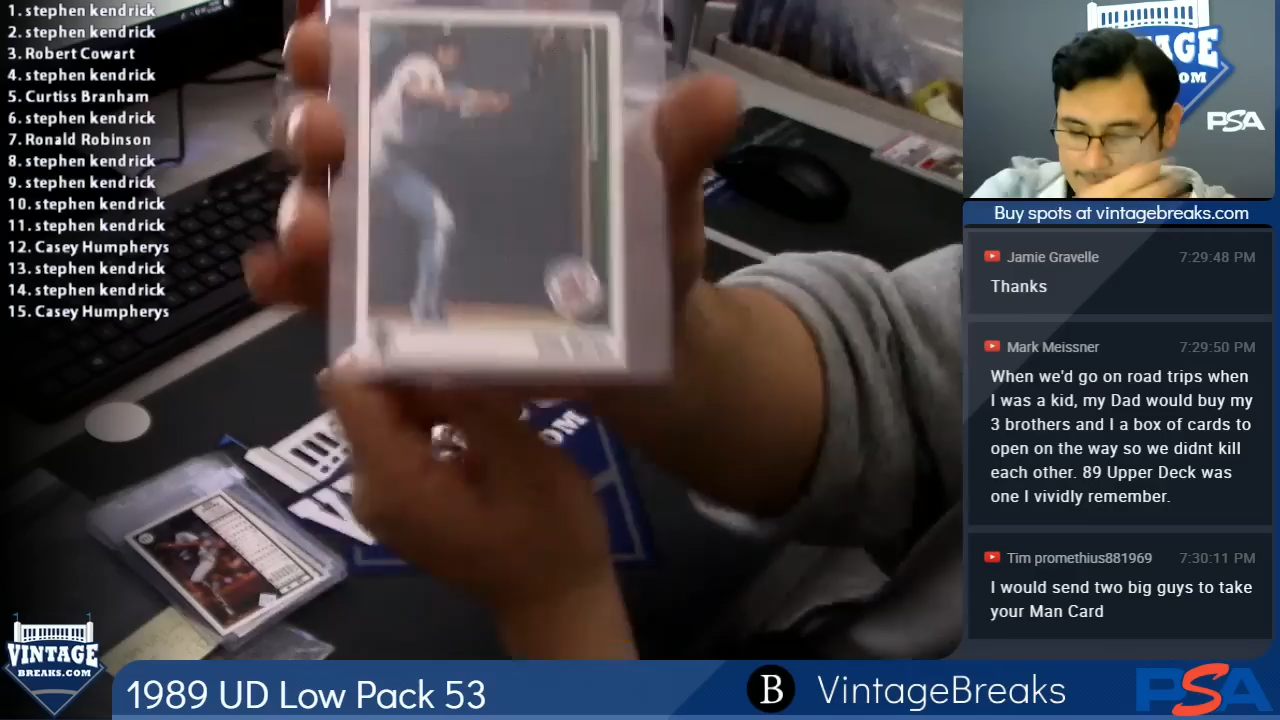 1. stephen kendrick
2. stephen kendrick
3. Robert Cowart
4. stephen kendrick
5. Curtiss Branham
6. stephen kendrick
7. Ronald Robinson
8. stephen kendrick
9. stephen kendrick
10. stephen kendrick
11. stephen kendrick
12. Casey Humpherys
13. stephen kendrick
14. stephen kendrick
15. Casey Humpherys
PSA
Buy spots at vintagebreaks.com
Jamie Gravelle 7:29:48 PM
Thanks
Mark Meissner 7:29:50 PM
When we'd go on road trips when
I was a kid, my Dad would buy my
3 brothers and I a box of cards to
open on the way so we didnt kill
each other. 89 Upper Deck was
one I vividly remember.
Tim promethius881969 7:30:11 PM
I would send two big guys to take
your Man Card
VINTAGE
BREAKS.COM
1989 UD Low Pack 53
B VintageBreaks
PSA